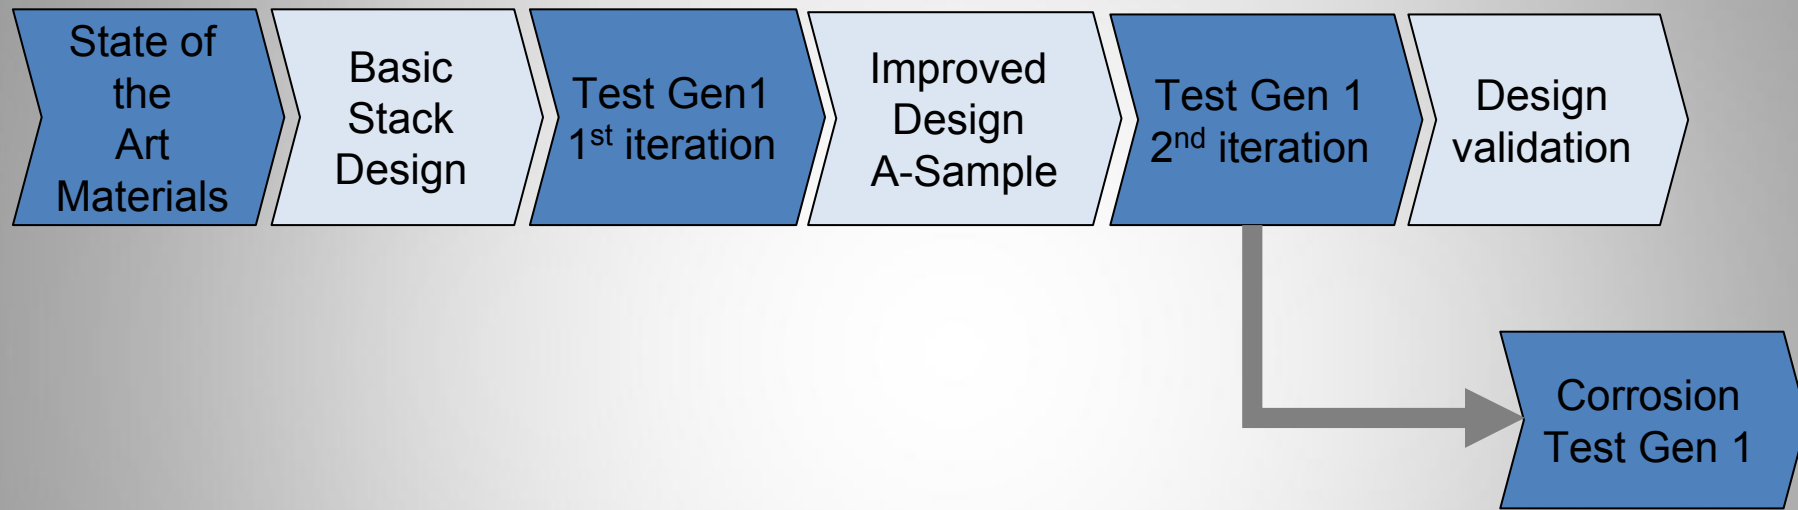 State of
the
Art
Materials
Basic
Stack
Design
Test Gen1
1st iteration
Improved
Design
A-Sample
Test Gen 1
2nd iteration
Design
validation
Corrosion
Test Gen 1